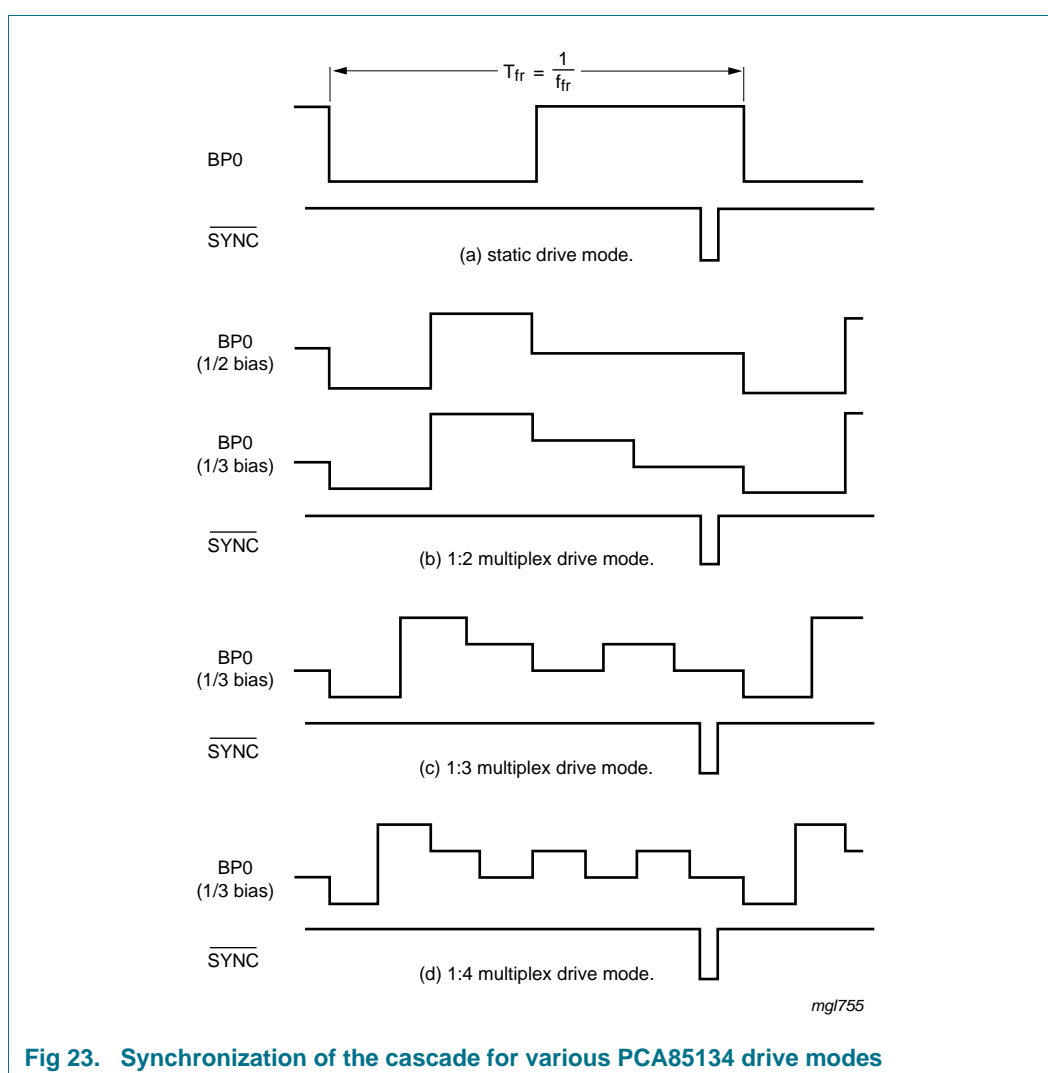 Tfr = 1/ffr
BP0
SYNC
(a) static drive mode.
BP0
(1/2 bias)
BP0
(1/3 bias)
SYNC
(b) 1:2 multiplex drive mode.
BP0
(1/3 bias)
SYNC
(c) 1:3 multiplex drive mode.
BP0
(1/3 bias)
SYNC
(d) 1:4 multiplex drive mode.
mgl755
Fig 23. Synchronization of the cascade for various PCA85134 drive modes